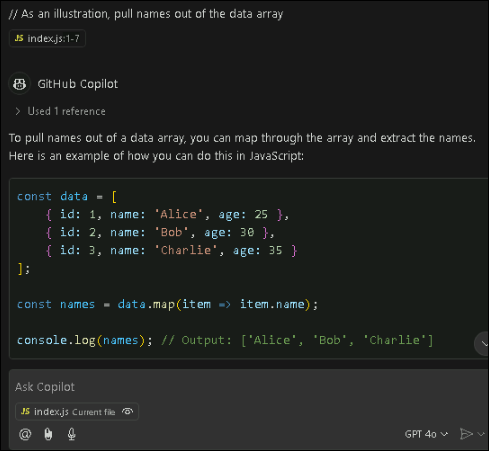 // As an illustration, pull names out of the data array
JS index.js:1-7
GitHub Copilot
> Used 1 reference
To pull names out of a data array, you can map through the array and extract the names.
Here is an example of how you can do this in JavaScript:
const data = [
    { id: 1, name: 'Alice', age: 25 },
    { id: 2, name: 'Bob', age: 30 },
    { id: 3, name: 'Charlie', age: 35 }
];
const names = data.map(item => item.name);
console.log(names); // Output: ['Alice', 'Bob', 'Charlie']
Ask Copilot
JS index.js Current file
@ GPT 4o